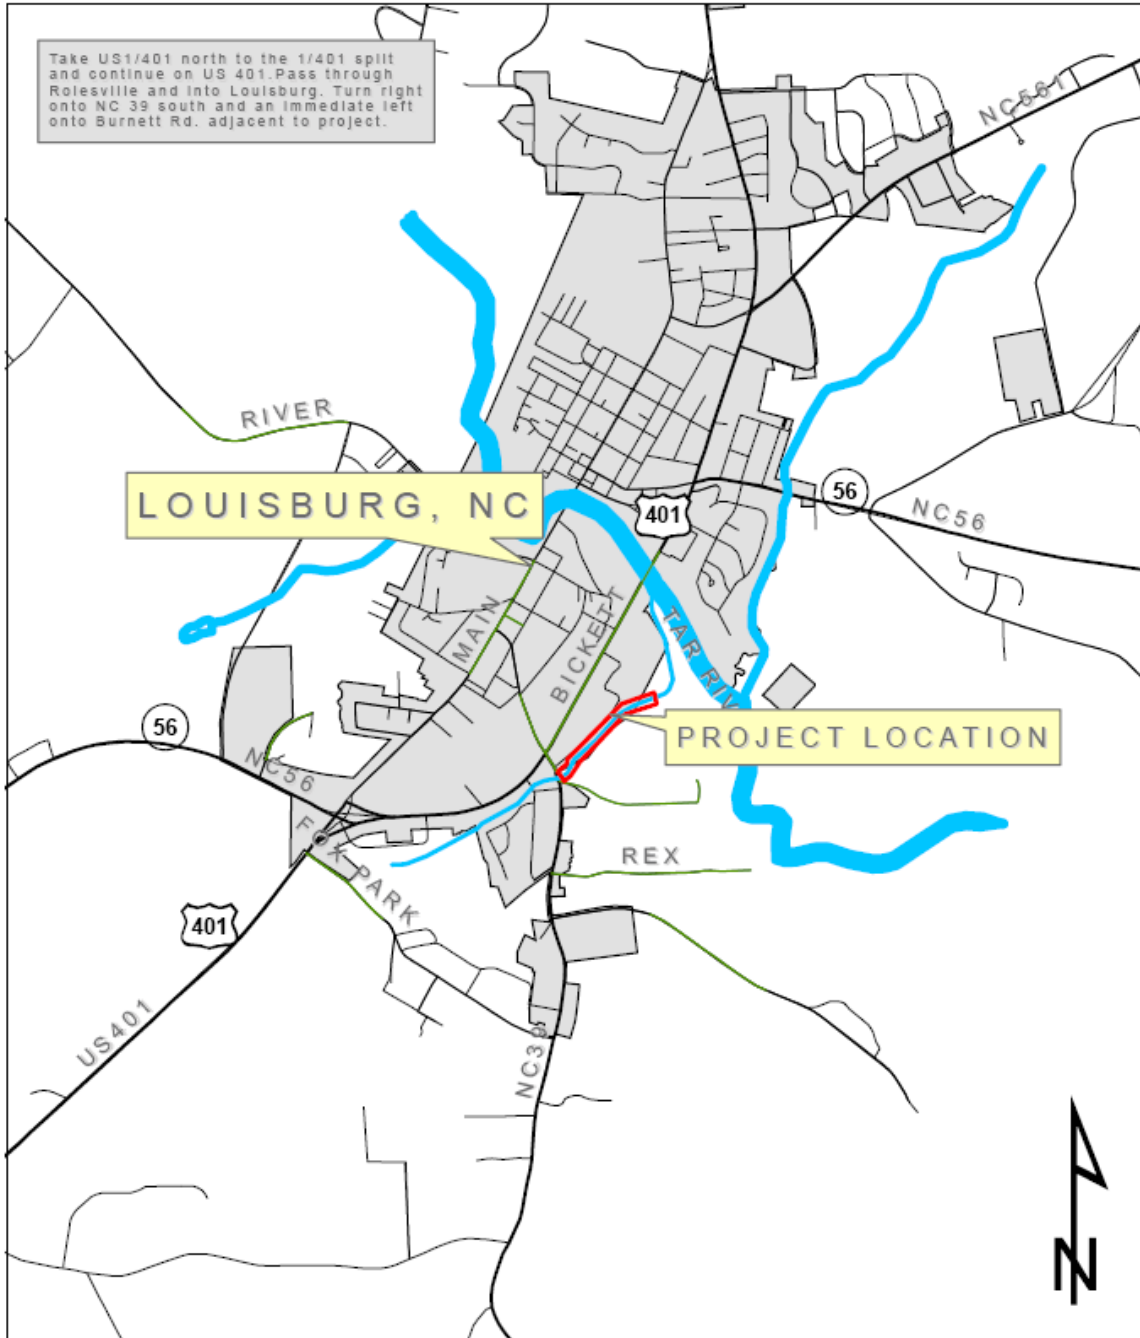 Take US1/401 north to the 1/401 split
and continue on US 401.Pass through
Rolesville and into Louisburg. Turn right
onto NC 39 south and an immediate left
onto Burnett Rd. adjacent to project.
NC561
RIVER
LOUISBURG, NC
401
56
NC56
MAIN
BICKETT
TAR RIV
56
NC56
PROJECT LOCATION
F X PARK
REX
401
US401
NC39
N